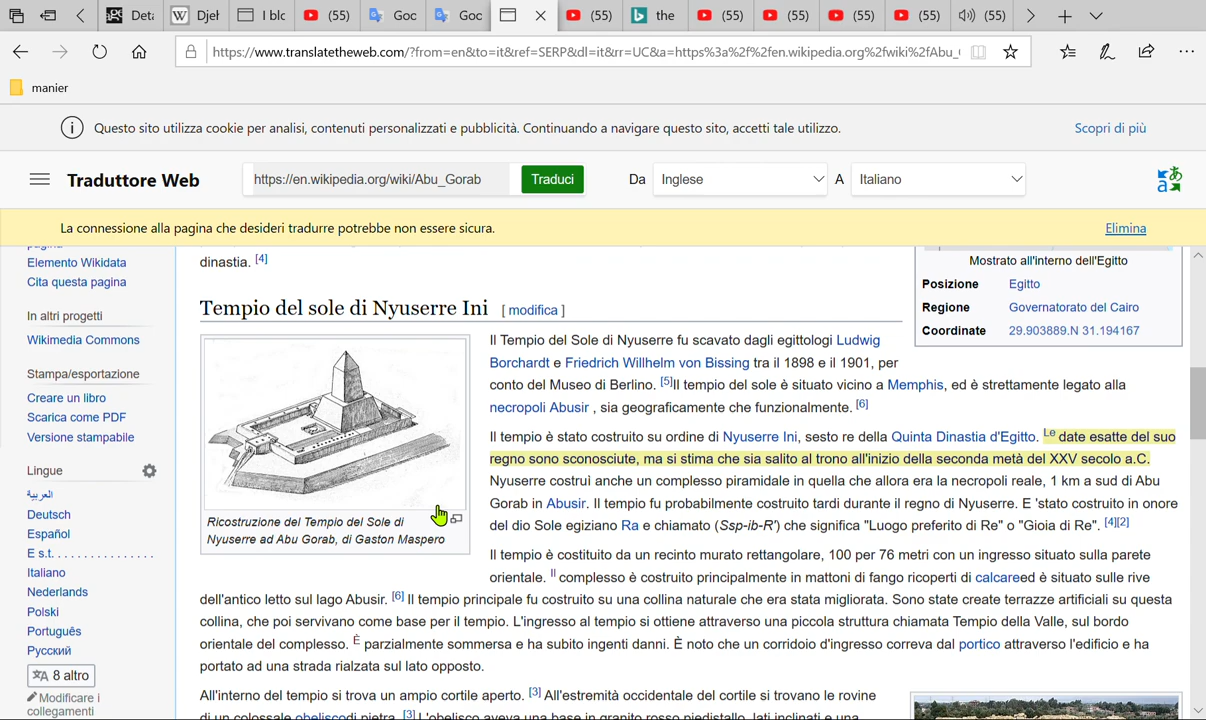 Deta
Djeh
I blc
(55)
Goc
Goc
(55)
the
(55)
(55)
(55)
(55)
(55)
https://www.translatetheweb.com/?from=en&to=it&ref=SERP&dl=it&rr=UC&a=https%3a%2f%2fen.wikipedia.org%2fwiki%2fAbu_
manier
Questo sito utilizza cookie per analisi, contenuti personalizzati e pubblicità. Continuando a navigare questo sito, accetti tale utilizzo.
Scopri di più
Traduttore Web
https://en.wikipedia.org/wiki/Abu_Gorab
Traduci
Da
Inglese
A
Italiano
La connessione alla pagina che desideri tradurre potrebbe non essere sicura.
Elimina
Elemento Wikidata
Cita questa pagina
In altri progetti
Wikimedia Commons
Stampa/esportazione
Creare un libro
Scarica come PDF
Versione stampabile
Lingue
العربية
Deutsch
Español
E s.t. . . . . . . . . . . . . . .
Italiano
Nederlands
Polski
Português
Русский
8 altro
Modificare i
collegamenti
dinastia. [4]
Tempio del sole di Nyuserre Ini [ modifica ]
Ricostruzione del Tempio del Sole di
Nyuserre ad Abu Gorab, di Gaston Maspero
Il Tempio del Sole di Nyuserre fu scavato dagli egittologi Ludwig
Borchardt e Friedrich Willhelm von Bissing tra il 1898 e il 1901, per
conto del Museo di Berlino. [5]Il tempio del sole è situato vicino a Memphis, ed è strettamente legato alla
necropoli Abusir , sia geograficamente che funzionalmente. [6]
Il tempio è stato costruito su ordine di Nyuserre Ini, sesto re della Quinta Dinastia d'Egitto. Le date esatte del suo
regno sono sconosciute, ma si stima che sia salito al trono all'inizio della seconda metà del XXV secolo a.C.
Nyuserre costruì anche un complesso piramidale in quella che allora era la necropoli reale, 1 km a sud di Abu
Gorab in Abusir. Il tempio fu probabilmente costruito tardi durante il regno di Nyuserre. E 'stato costruito in onore
del dio Sole egiziano Ra e chiamato (Ssp-ib-R') che significa "Luogo preferito di Re" o "Gioia di Re". [4][2]
Il tempio è costituito da un recinto murato rettangolare, 100 per 76 metri con un ingresso situato sulla parete
orientale. Il complesso è costruito principalmente in mattoni di fango ricoperti di calcareed è situato sulle rive
dell'antico letto sul lago Abusir. [6] Il tempio principale fu costruito su una collina naturale che era stata migliorata. Sono state create terrazze artificiali su questa
collina, che poi servivano come base per il tempio. L'ingresso al tempio si ottiene attraverso una piccola struttura chiamata Tempio della Valle, sul bordo
orientale del complesso. È parzialmente sommersa e ha subito ingenti danni. È noto che un corridoio d'ingresso correva dal portico attraverso l'edificio e ha
portato ad una strada rialzata sul lato opposto.
All'interno del tempio si trova un ampio cortile aperto. [3] All'estremità occidentale del cortile si trovano le rovine
di un colossale obeliscodi pietra. [3] L'obelisco aveva una base in granito rosso piedistallo, lati inclinati e una
Mostrato all'interno dell'Egitto
Posizione Egitto
Regione Governatorato del Cairo
Coordinate 29.903889.N 31.194167